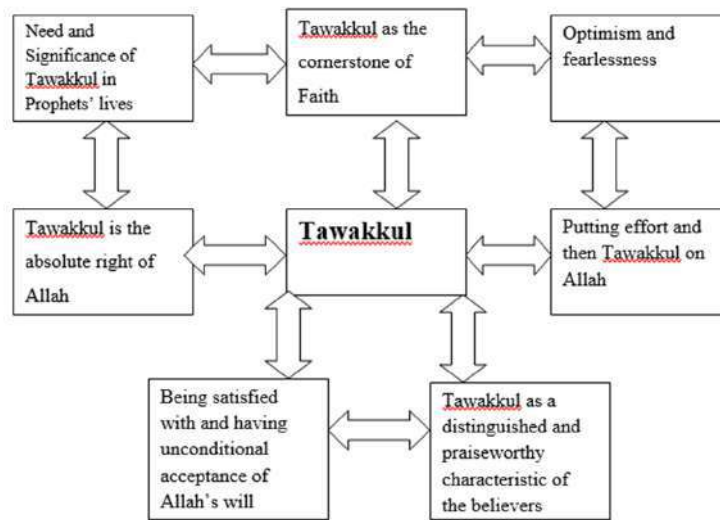 Need and
Significance of
Tawakkul in
Prophets' lives
Tawakkul as the
cornerstone of
Faith
Optimism and
fearlessness
Tawakkul is the
absolute right of
Allah
Tawakkul
Putting effort and
then Tawakkul on
Allah
Being satisfied
with and having
unconditional
acceptance of
Allah's will
Tawakkul as a
distinguished and
praiseworthy
characteristic of
the believers